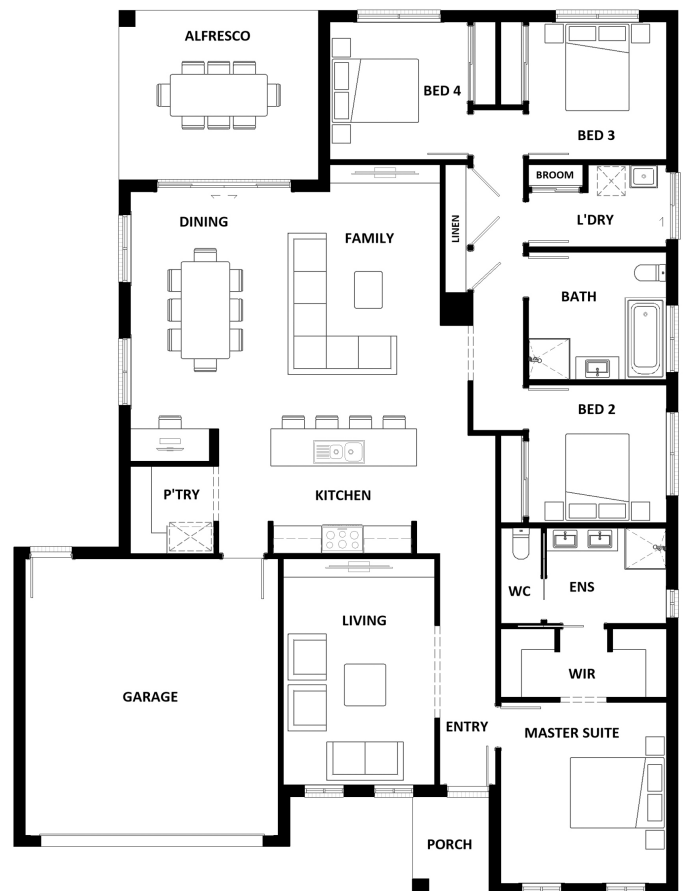 ALFRESCO
BED 4
BED 3
BROOM
L'DRY
LINEN
DINING
FAMILY
BATH
BED 2
P'TRY
KITCHEN
WC
ENS
LIVING
WIR
GARAGE
ENTRY
MASTER SUITE
PORCH